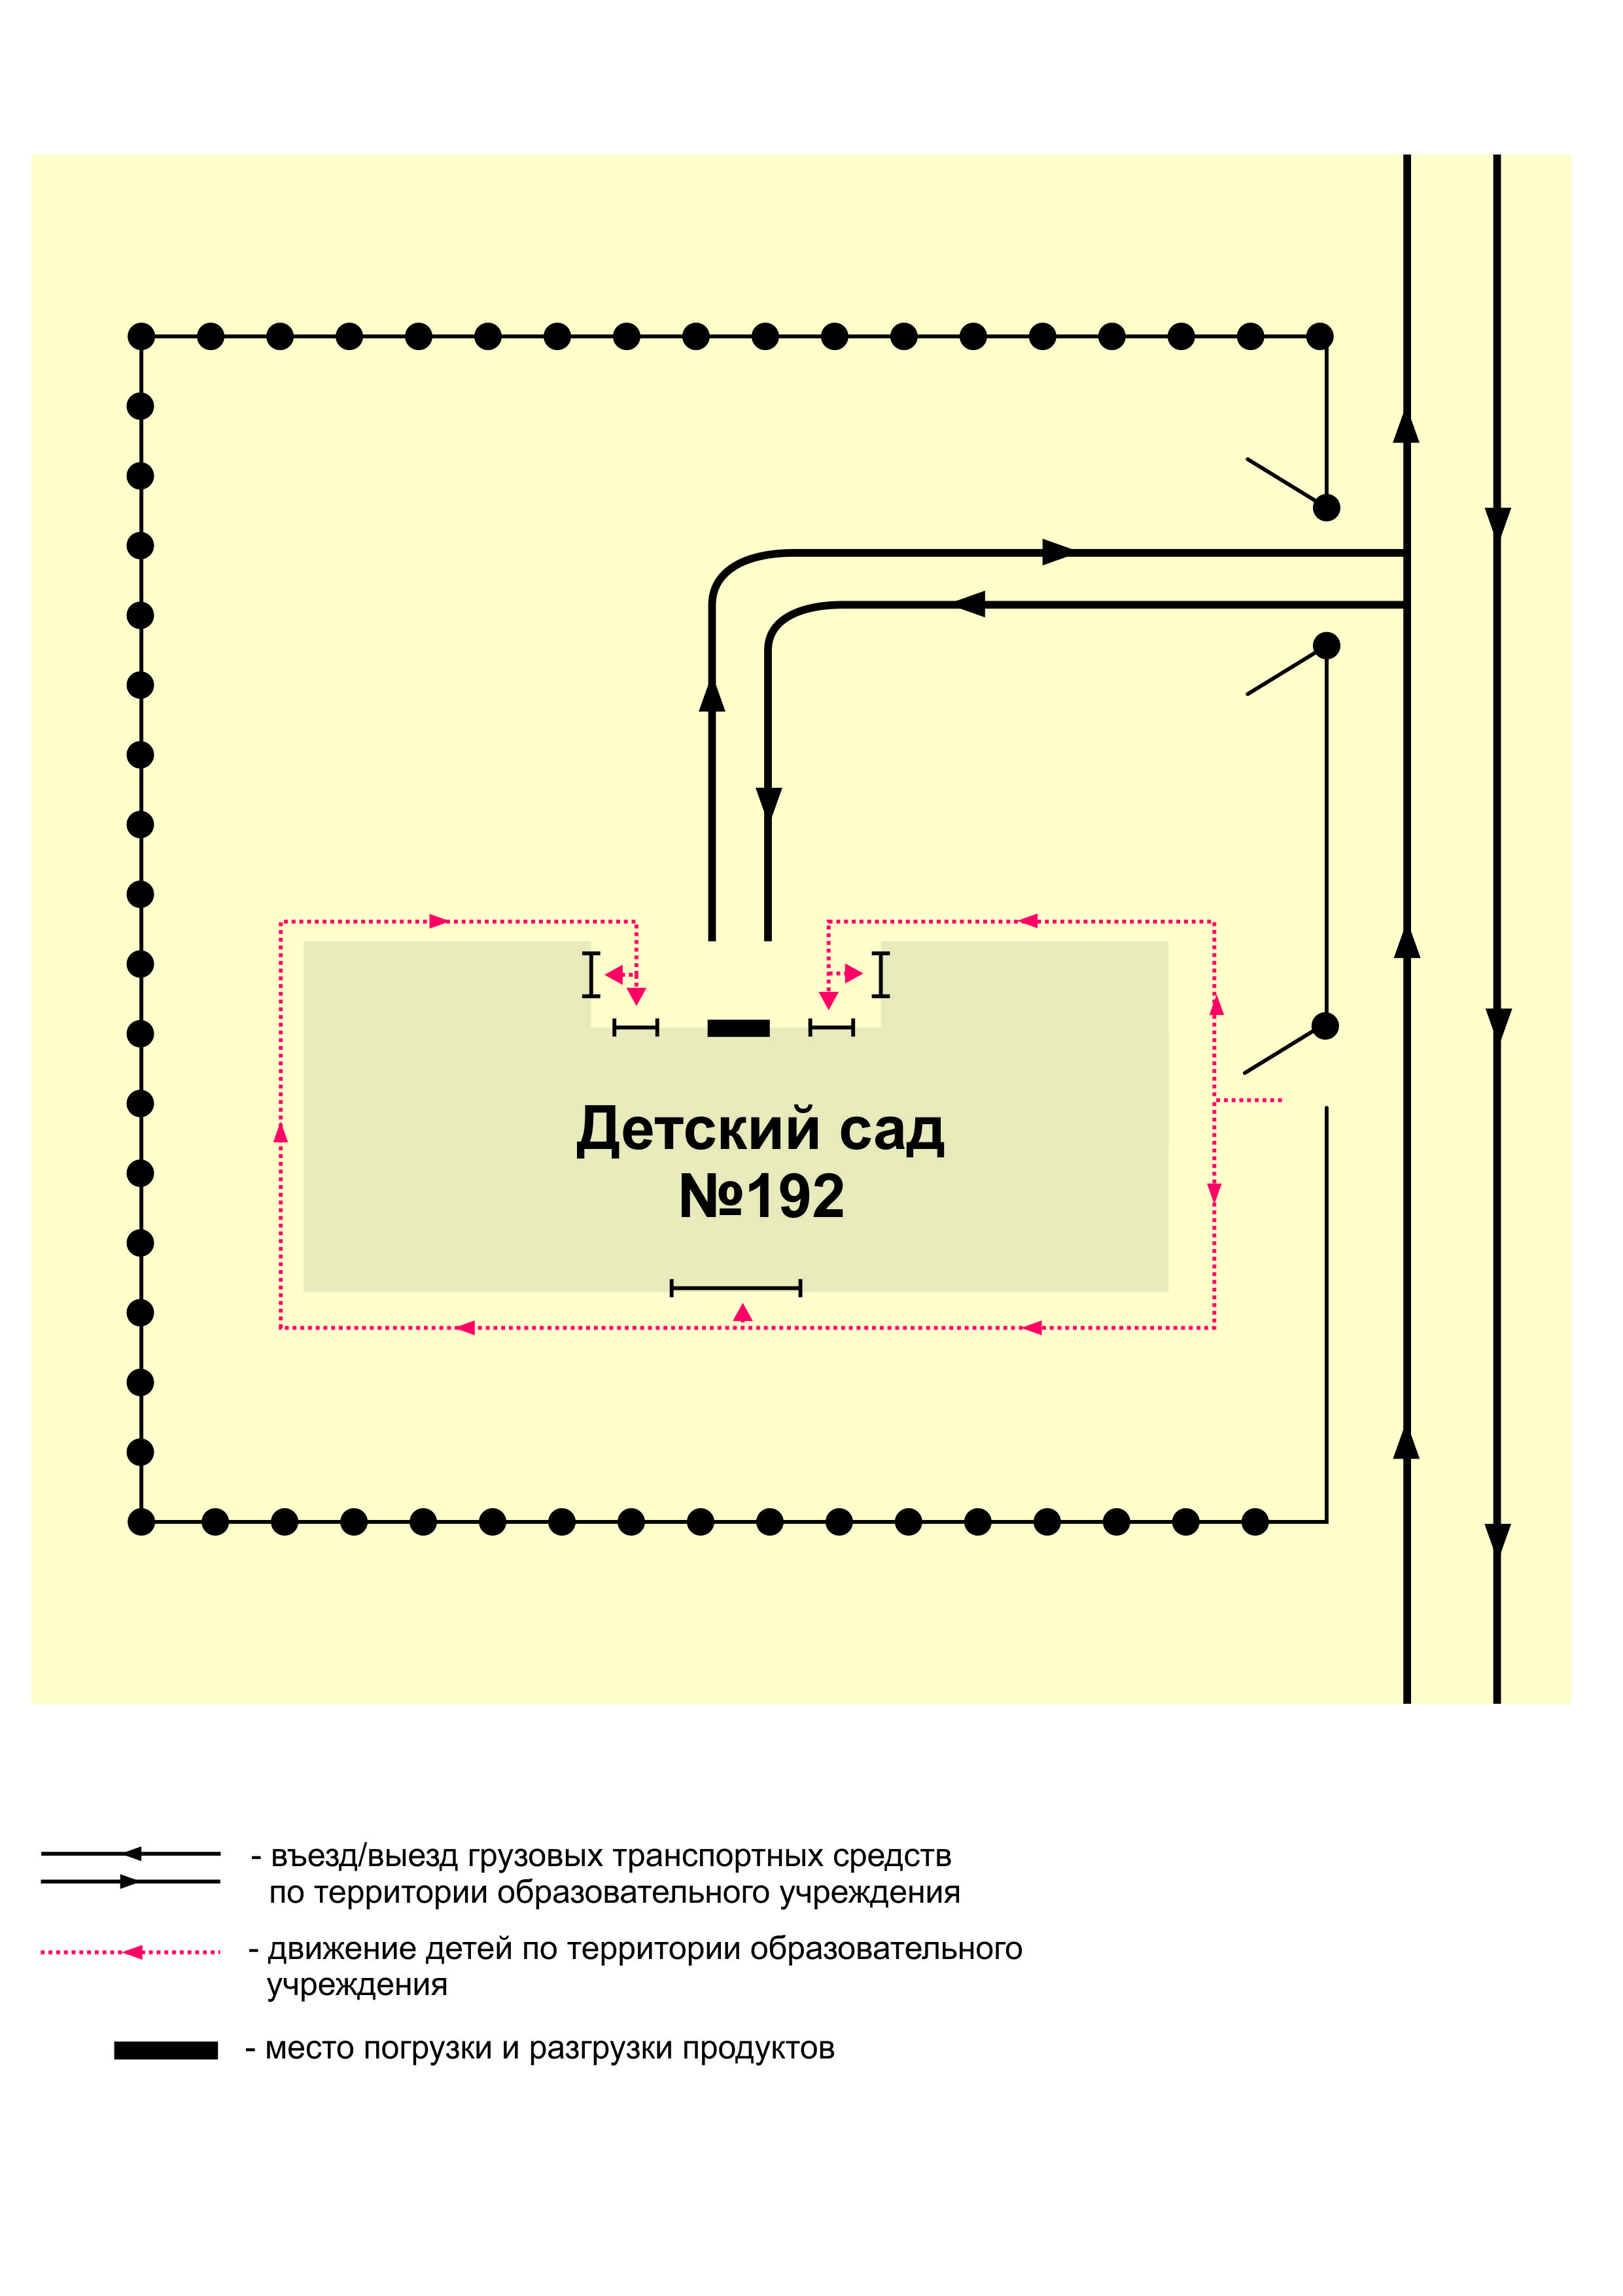 Детский сад
№192
- въезд/выезд грузовых транспортных средств
по территории образовательного учреждения
- движение детей по территории образовательного
учреждения
- место погрузки и разгрузки продуктов